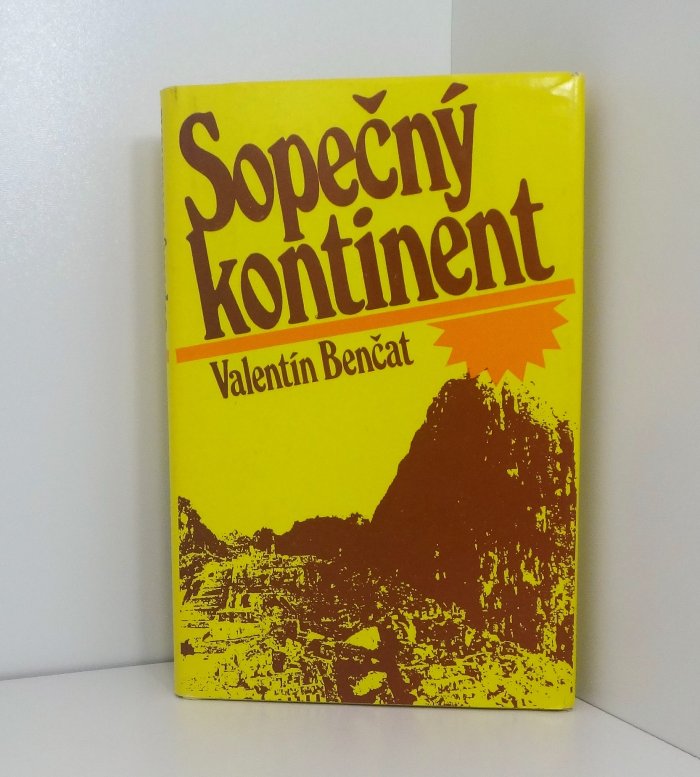 Sopečný
kontinent
Valentín Benčat